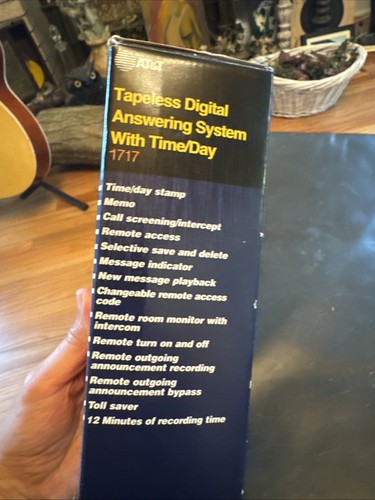 AT&T
Tapeless Digital
Answering System
With Time/Day
1717
Time/day stamp
Memo
Call screening/intercept
Remote access
Selective save and delete
Message indicator
New message playback
Changeable remote access
code
Remote room monitor with
intercom
Remote turn on and off
Remote outgoing
announcement recording
Remote outgoing
announcement bypass
Toll saver
12 Minutes of recording time